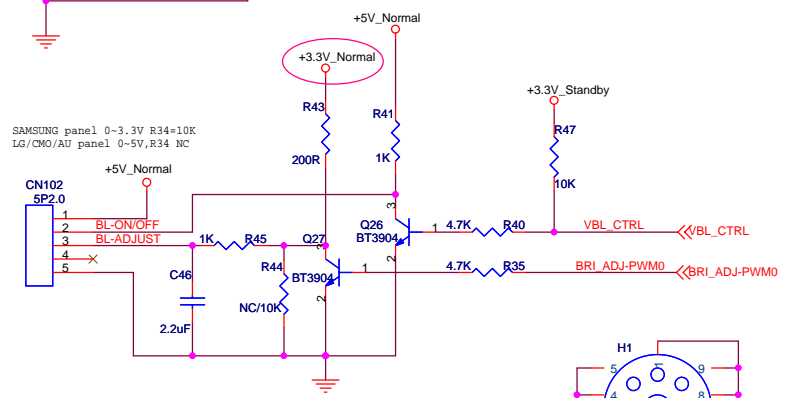 +5V_Normal
+3.3V_Normal
+3.3V_Standby
R43
R41
R47
SAMSUNG panel 0~3.3V R34=10K
LG/CMO/AU panel 0~5V,R34 NC
200R
1K
10K
+5V_Normal
CN102
5P2.0
1
2
3
4
5
BL-ON/OFF
BL-ADJUST
1K
R45
Q27
3
Q26
BT3904
3
1
2
4.7K
R40
VBL_CTRL
VBL_CTRL
C46
2.2uF
R44
NC/10K
BT3904
1
2
4.7K
R35
BRI_ADJ-PWM0
BRI_ADJ-PWM0
H1
5
1
9
4
8